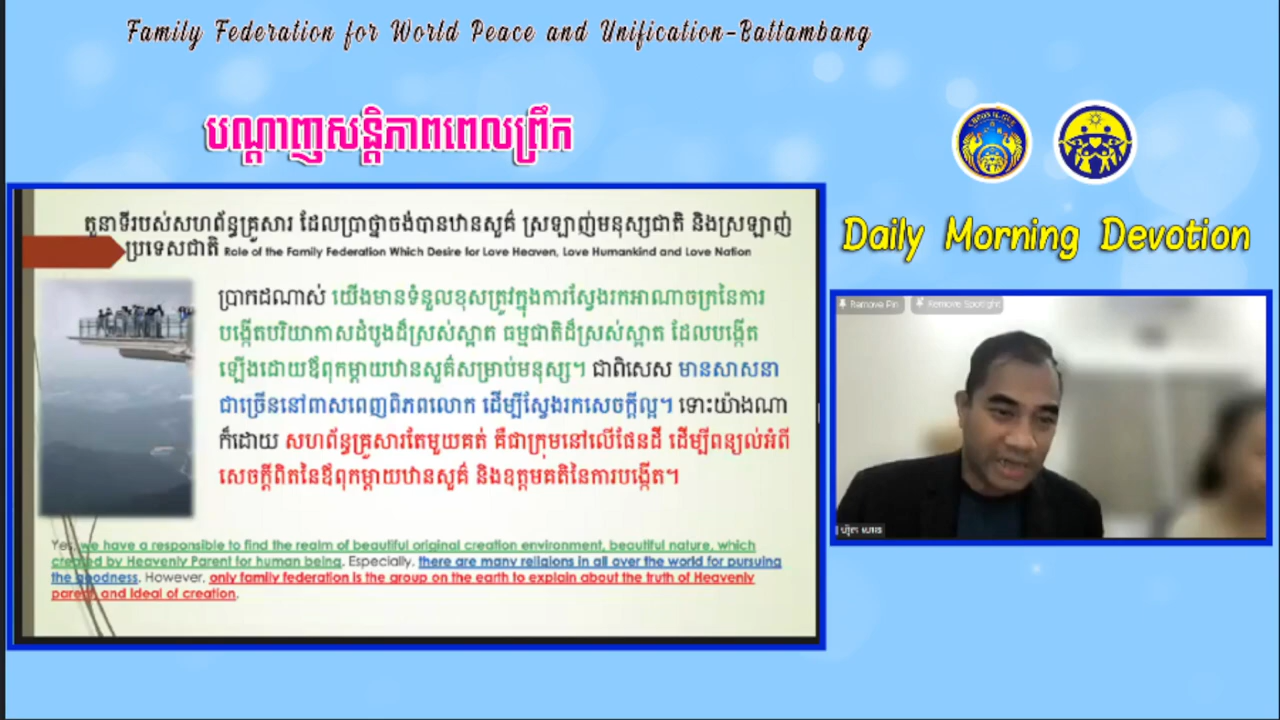 Family Federation for World Peace and Unification-Battambang
បណ្តាញសន្តិភាពពេលព្រឹក
CHEON IL GUK
Daily Morning Devotion
តួនាទីរបស់សហព័ន្ធគ្រួសារ ដែលប្រាថ្នាចង់បានឋានសួគ៌ ស្រឡាញ់មនុស្សជាតិ និងស្រឡាញ់
ប្រទេសជាតិ Role of the Family Federation Which Desire for Love Heaven, Love Humankind and Love Nation
ប្រាកដណាស់ យើងមានទំនួលខុសត្រូវក្នុងការស្វែងរកអាណាចក្រនៃការ
បង្កើតបរិយាកាសដំបូងដ៏ស្រស់ស្អាត ធម្មជាតិដ៏ស្រស់ស្អាត ដែលបង្កើត
ឡើងដោយឪពុកម្តាយឋានសួគ៌សម្រាប់មនុស្ស។ ជាពិសេស មានសាសនា
ជាច្រើននៅពាសពេញពិភពលោក ដើម្បីស្វែងរកសេចក្តីល្អ។ ទោះយ៉ាងណា
ក៏ដោយ សហព័ន្ធគ្រួសារតែមួយគត់ គឺជាក្រុមនៅលើផែនដី ដើម្បីពន្យល់អំពី
សេចក្តីពិតនៃឪពុកម្តាយឋានសួគ៌ និងឧត្តមគតិនៃការបង្កើត។
Yes, we have a responsible to find the realm of beautiful original creation environment, beautiful nature, which
created by Heavenly Parent for human being. Especially, there are many religions in all over the world for pursuing
the goodness. However, only family federation is the group on the earth to explain about the truth of Heavenly
parent and ideal of creation.
Remove Pin Remove Spotlight